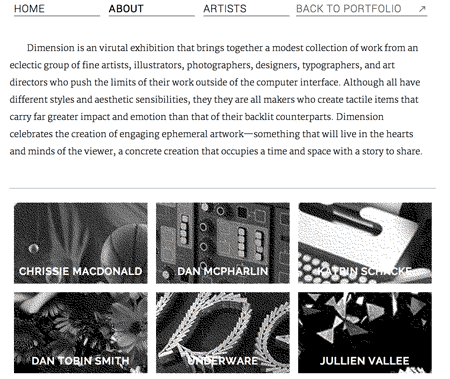 HOME ABOUT ARTISTS BACK TO PORTFOLIO ↗
Dimension is an virutal exhibition that brings together a modest collection of work from an
eclectic group of fine artists, illustrators, photographers, designers, typographers, and art
directors who push the limits of their work outside of the computer interface. Although all have
different styles and aesthetic sensibilities, they they are all makers who create tactile items that
carry far greater impact and emotion than that of their backlit counterparts. Dimension
celebrates the creation of engaging ephemeral artwork—something that will live in the hearts
and minds of the viewer, a concrete creation that occupies a time and space with a story to share.
CHRISSIE MACDONALD DAN MCPHARLIN KATRIN SCHACKE
DAN TOBIN SMITH UNDERWARE JULLIEN VALLEE